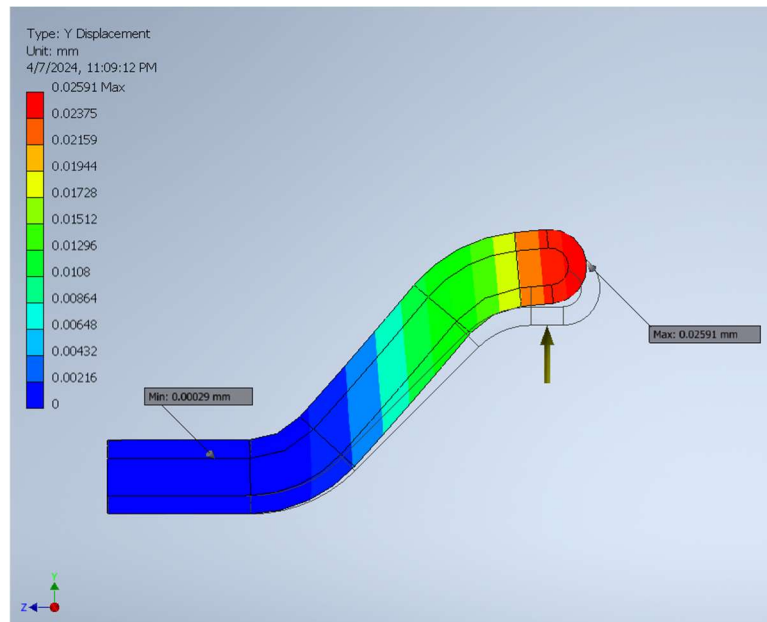 Type: Y Displacement
Unit: mm
4/7/2024, 11:09:12 PM
0.02591 Max
0.02375
0.02159
0.01944
0.01728
0.01512
0.01296
0.0108
0.00864
0.00648
0.00432
0.00216
0
Max: 0.02591 mm
Min: 0.00029 mm
Y
Z